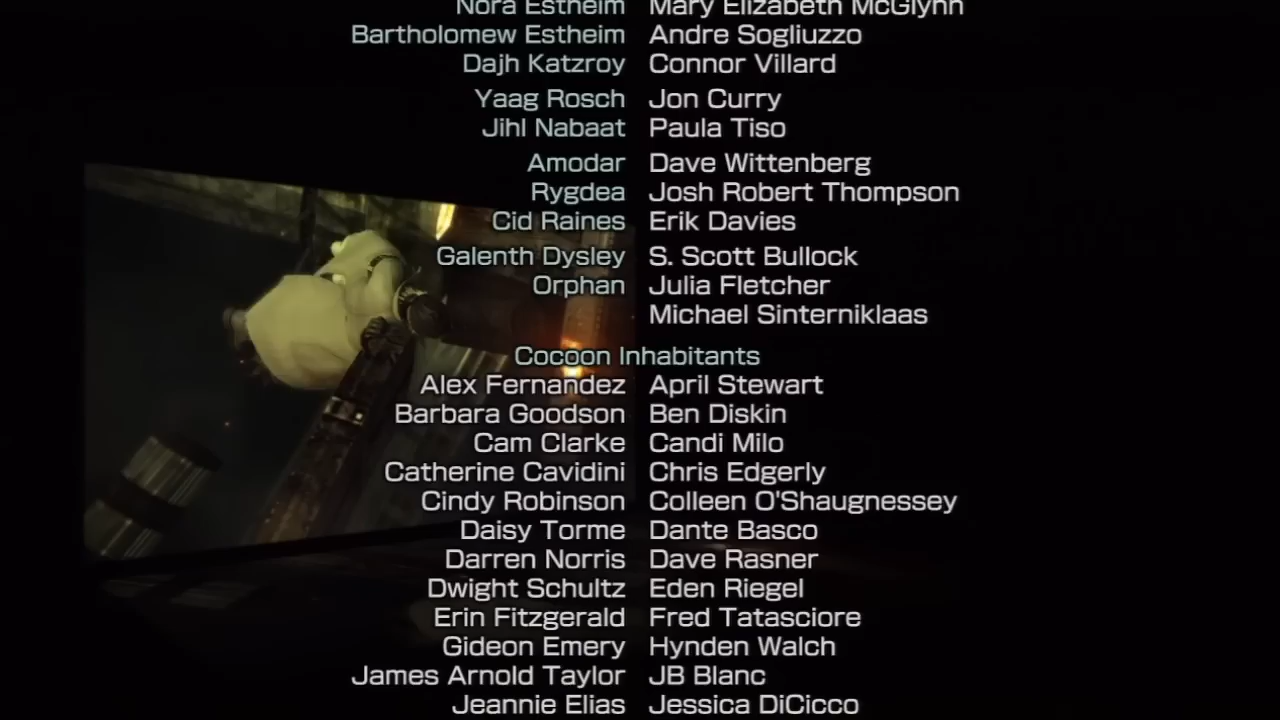 Nora Estheim Mary Elizabeth McGlynn
Bartholomew Estheim Andre Sogliuzzo
Dajh Katzroy Connor Villard
Yaag Rosch Jon Curry
Jihl Nabaat Paula Tiso
Amodar Dave Wittenberg
Rygdea Josh Robert Thompson
Cid Raines Erik Davies
Galenth Dysley S. Scott Bullock
Orphan Julia Fletcher
Michael Sinterniklaas
Cocoon Inhabitants
Alex Fernandez April Stewart
Barbara Goodson Ben Diskin
Cam Clarke Candi Milo
Catherine Cavidini Chris Edgerly
Cindy Robinson Colleen O'Shaugnessey
Daisy Torme Dante Basco
Darren Norris Dave Rasner
Dwight Schultz Eden Riegel
Erin Fitzgerald Fred Tatasciore
Gideon Emery Hynden Walch
James Arnold Taylor JB Blanc
Jeannie Elias Jessica DiCicco